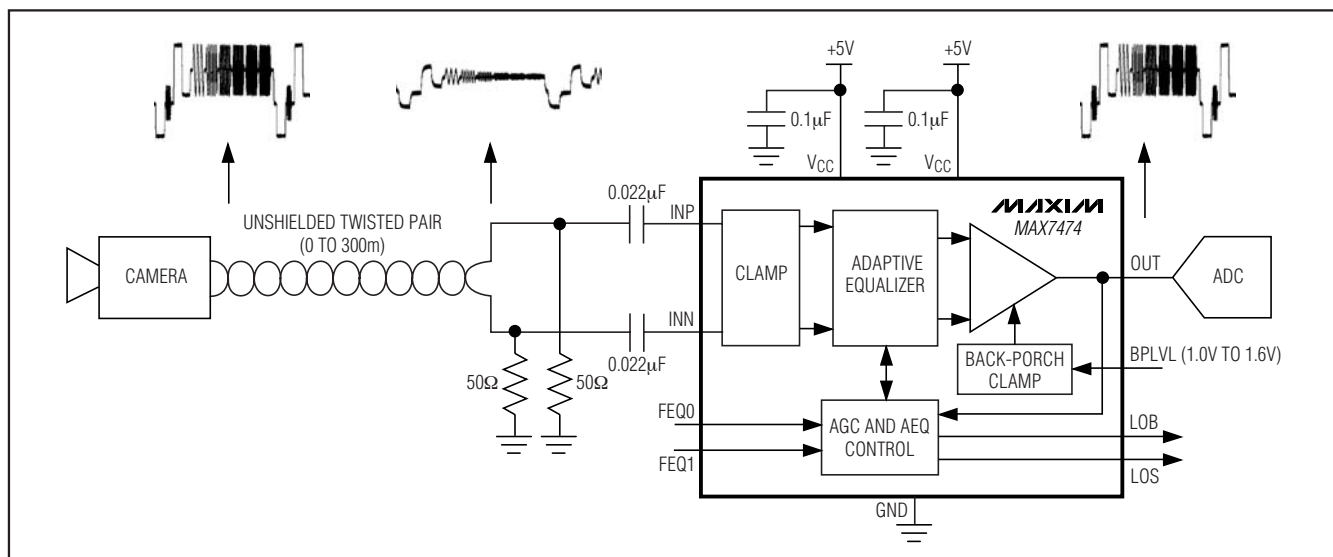 +5V
+5V
0.1µF
0.1µF
VCC
VCC
0.022µF
INP
MAXIM
MAX7474
UNSHIELDED TWISTED PAIR
(0 TO 300m)
CAMERA
CLAMP
ADAPTIVE
EQUALIZER
OUT
ADC
INN
0.022µF
BACK-PORCH
CLAMP
BPLVL (1.0V TO 1.6V)
50Ω
50Ω
FEQ0
FEQ1
AGC AND AEQ
CONTROL
LOB
LOS
GND